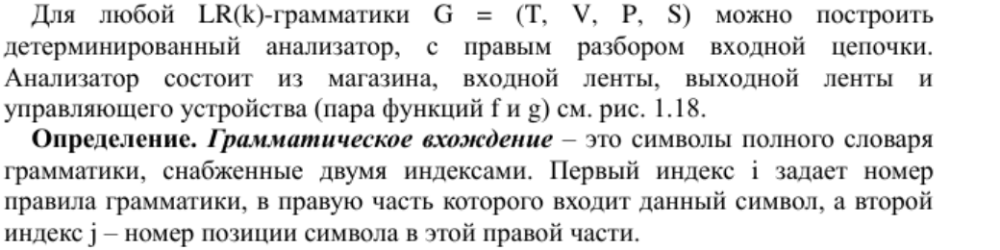 Для любой LR(k)-грамматики G = (T, V, P, S) можно построить
детерминированный анализатор, с правым разбором входной цепочки.
Анализатор состоит из магазина, входной ленты, выходной ленты и
управляющего устройства (пара функций f и g) см. рис. 1.18.
Определение. Грамматическое вхождение – это символы полного словаря
грамматики, снабженные двумя индексами. Первый индекс i задает номер
правила грамматики, в правую часть которого входит данный символ, а второй
индекс j – номер позиции символа в этой правой части.